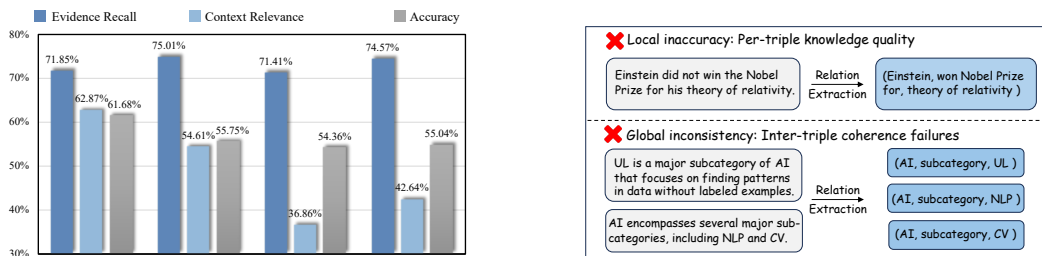 Evidence Recall
Context Relevance
Accuracy
80%
70%
60%
50%
40%
30%
71.85%
62.87%
61.68%
75.01%
54.61%
55.75%
71.41%
36.86%
54.36%
74.57%
42.64%
55.04%
Local inaccuracy: Per-triple knowledge quality
Einstein did not win the Nobel
Prize for his theory of relativity.
Relation
Extraction
(Einstein, won Nobel Prize
for, theory of relativity )
Global inconsistency: Inter-triple coherence failures
UL is a major subcategory of AI
that focuses on finding patterns
in data without labeled examples.
AI encompasses several major sub-
categories, including NLP and CV.
Relation
Extraction
(AI, subcategory, UL )
(AI, subcategory, NLP )
(AI, subcategory, CV )